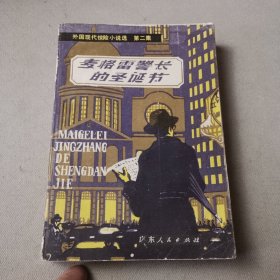 外国现代惊险小说选 第二集
麦格雷警长
的圣诞节
MAIGELEI
JINGZHANG
DE
SHENGDAN
JIE
山东人民出版社